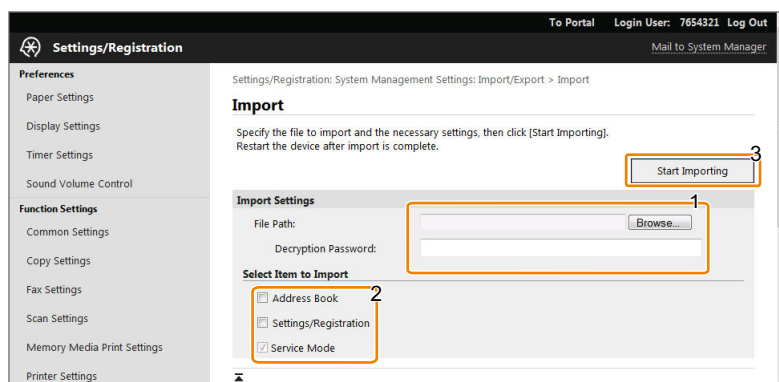 To Portal Login User: 7654321 Log Out
Settings/Registration
Mail to System Manager
Preferences
Paper Settings
Display Settings
Timer Settings
Sound Volume Control
Function Settings
Common Settings
Copy Settings
Fax Settings
Scan Settings
Memory Media Print Settings
Printer Settings
Settings/Registration: System Management Settings: Import/Export > Import
Import
Specify the file to import and the necessary settings, then click [Start Importing].
Restart the device after import is complete.
3
Start Importing
Import Settings
1
File Path:
Browse...
Decryption Password:
Select Item to Import
2
Address Book
Settings/Registration
Service Mode